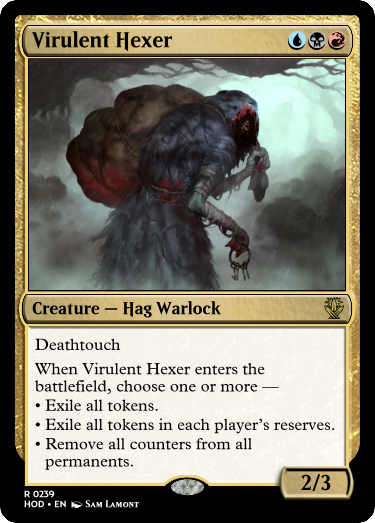 Virulent Hexer
Creature — Hag Warlock
Deathtouch
When Virulent Hexer enters the
battlefield, choose one or more —
• Exile all tokens.
• Exile all tokens in each player's reserves.
• Remove all counters from all
permanents.
2/3
R 0239
HOD • EN Sam Lamont